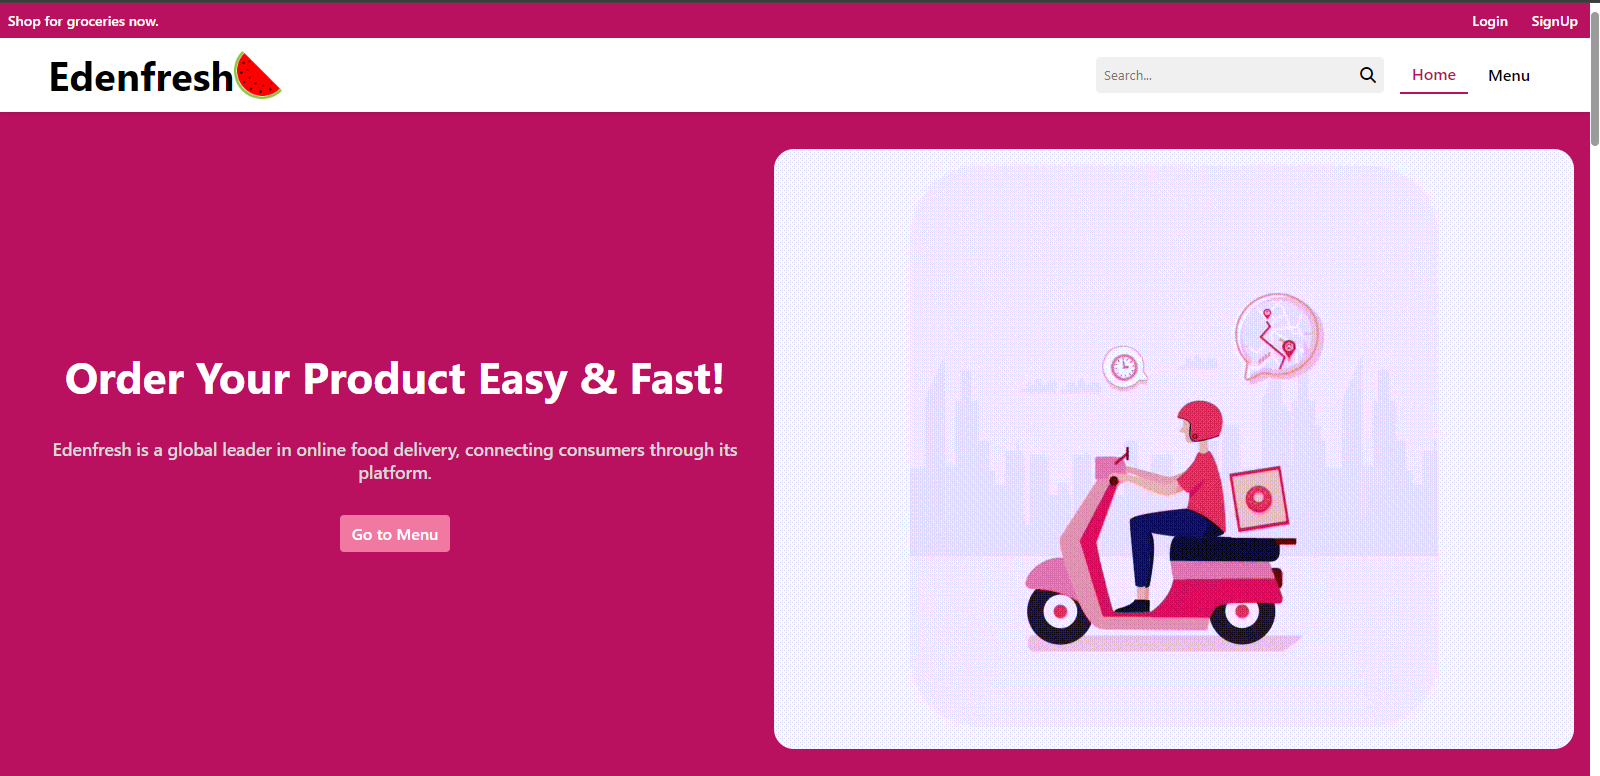 Shop for groceries now.
Login
SignUp
Edenfresh
Search...
Home
Menu
Order Your Product Easy & Fast!
Edenfresh is a global leader in online food delivery, connecting consumers through its
platform.
Go to Menu